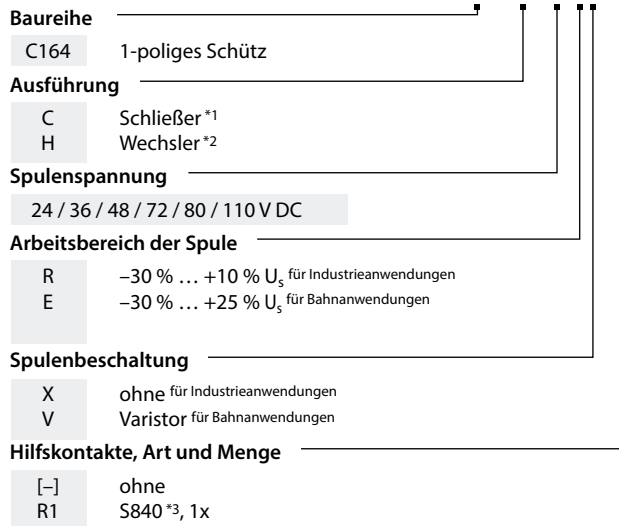 Baureihe
C164 1-poliges Schütz
Ausführung
C Schließer *1
H Wechsler *2
Spulenspannung
24 / 36 / 48 / 72 / 80 / 110 V DC
Arbeitsbereich der Spule
R –30 % … +10 % Us für Industrieanwendungen
E –30 % … +25 % Us für Bahnanwendungen
Spulenbeschaltung
X ohne für Industrieanwendungen
V Varistor für Bahnanwendungen
Hilfskontakte, Art und Menge
[–] ohne
R1 S840 *3, 1x